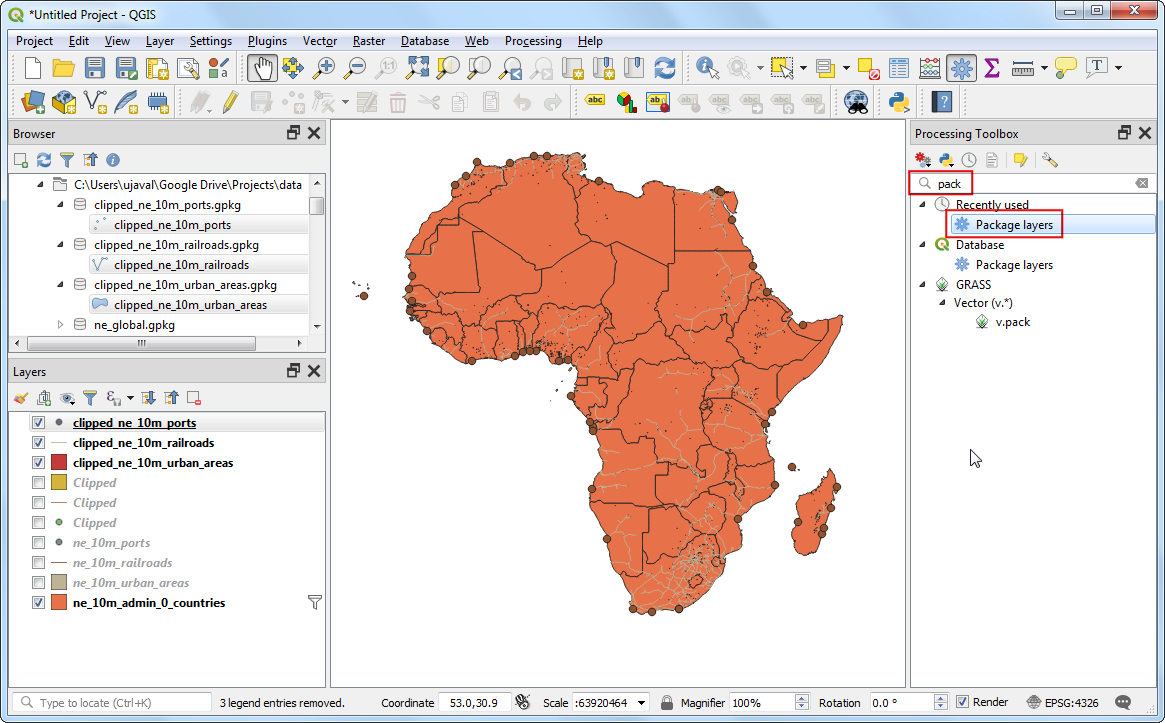 *Untitled Project - QGIS
Project Edit View Layer Settings Plugins Vector Raster Database Web Processing Help
Browser
C:\Users\ujaval\Google Drive\Projects\data
clipped_ne_10m_ports.gpkg
clipped_ne_10m_ports
clipped_ne_10m_railroads.gpkg
clipped_ne_10m_railroads
clipped_ne_10m_urban_areas.gpkg
clipped_ne_10m_urban_areas
ne_global.gpkg
Layers
clipped_ne_10m_ports
clipped_ne_10m_railroads
clipped_ne_10m_urban_areas
Clipped
Clipped
Clipped
ne_10m_ports
ne_10m_railroads
ne_10m_urban_areas
ne_10m_admin_0_countries
Processing Toolbox
pack
Recently used
Package layers
Database
Package layers
GRASS
Vector (v.*)
v.pack
Type to locate (Ctrl+K) 3 legend entries removed. Coordinate 53.0,30.9 Scale :63920464 Magnifier 100% Rotation 0.0 ° Render EPSG:4326